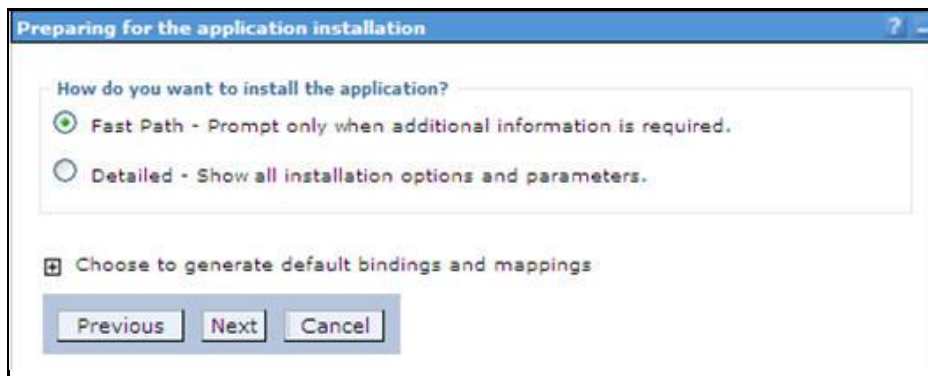 Preparing for the application installation ? -
How do you want to install the application?
Fast Path - Prompt only when additional information is required.
Detailed - Show all installation options and parameters.
Choose to generate default bindings and mappings
Previous Next Cancel